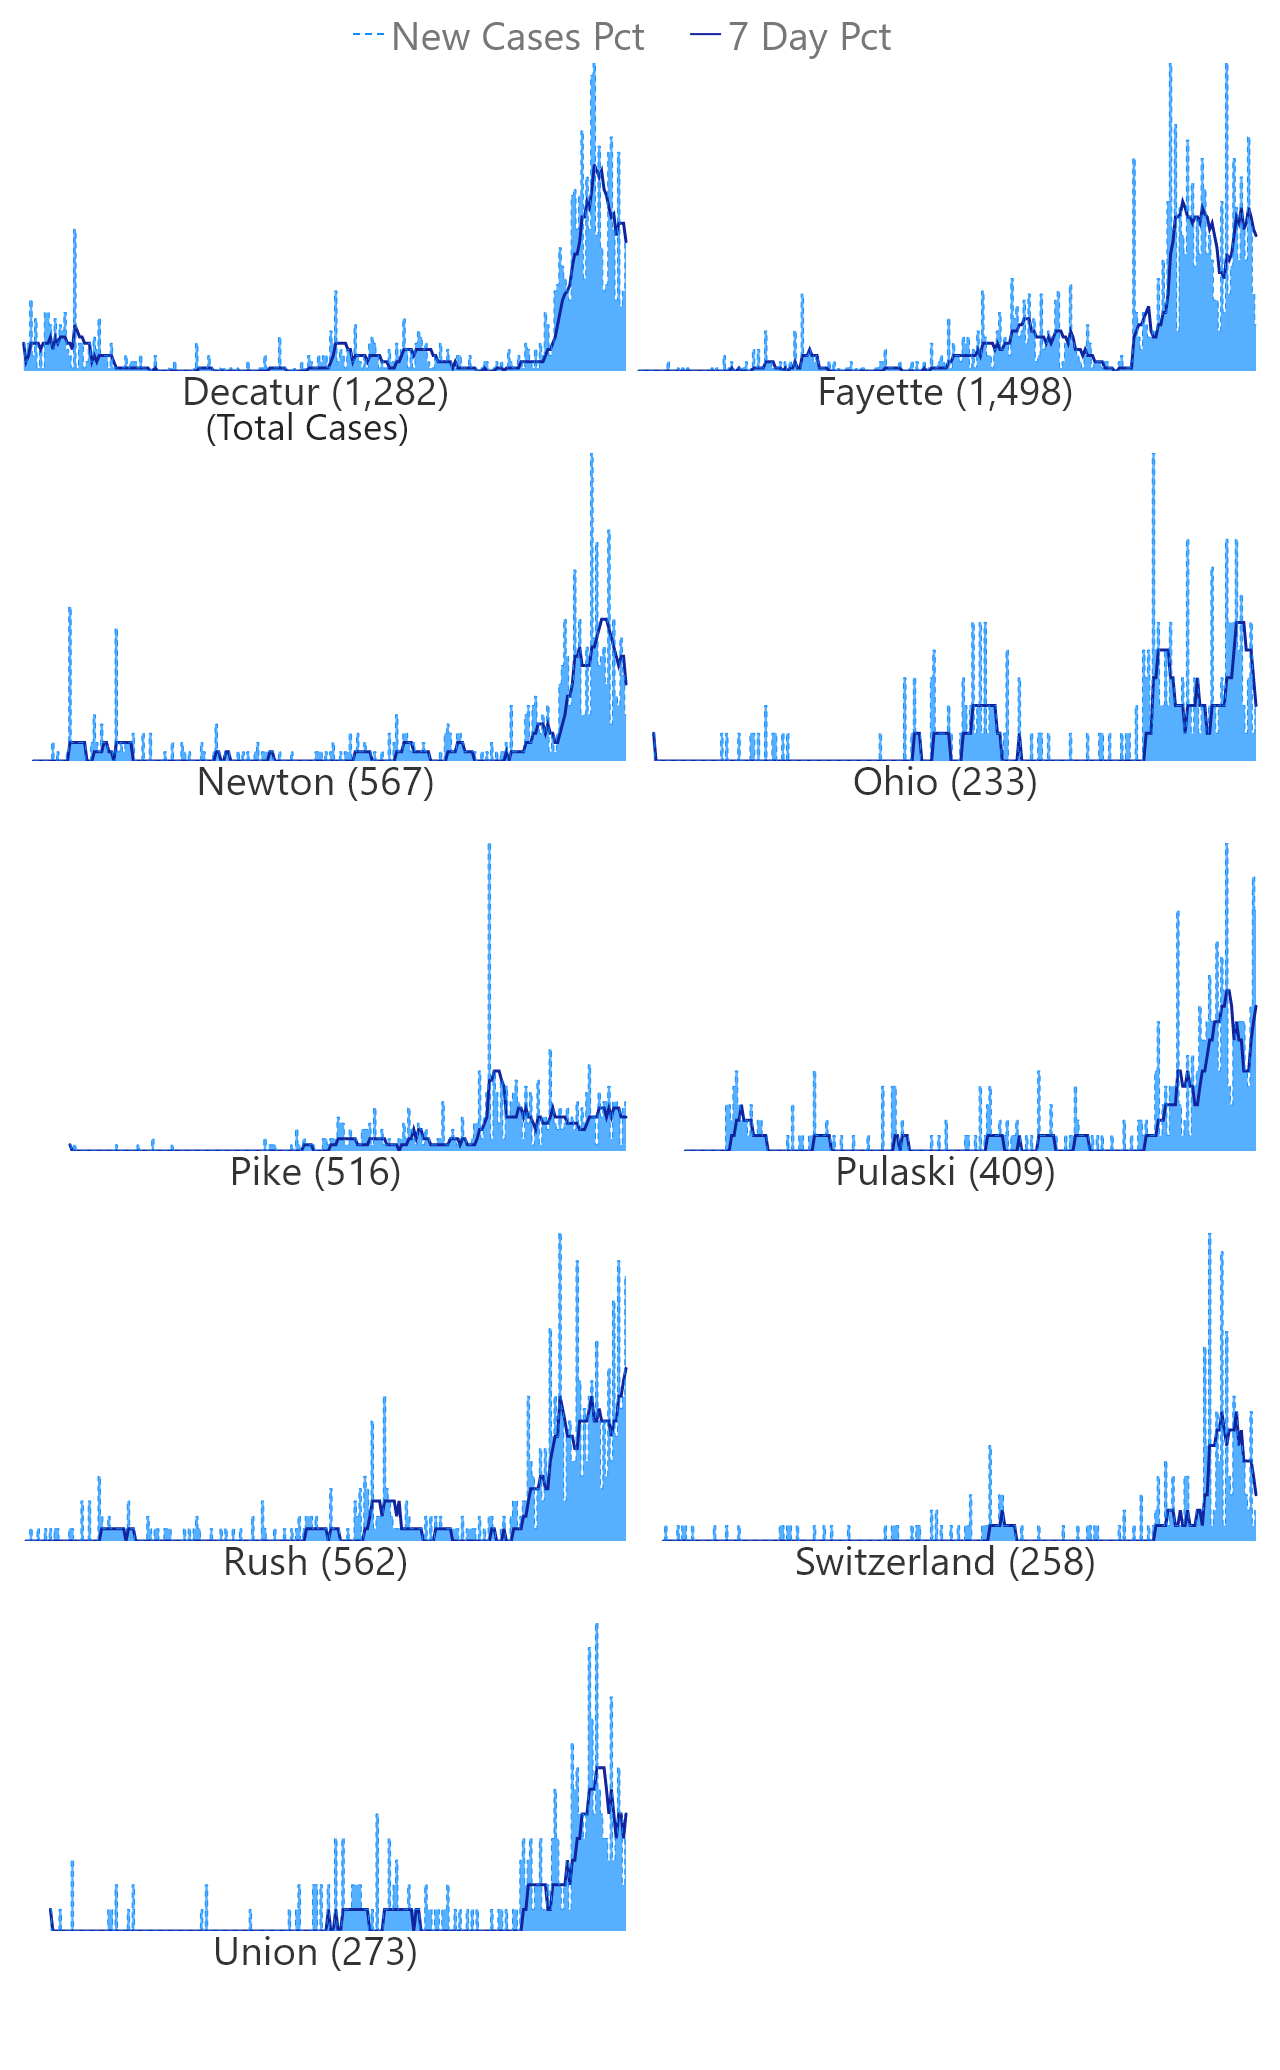 New Cases Pct 7 Day Pct
Decatur (1,282) Fayette (1,498)
(Total Cases)
Newton (567) Ohio (233)
Pike (516) Pulaski (409)
Rush (562) Switzerland (258)
Union (273)